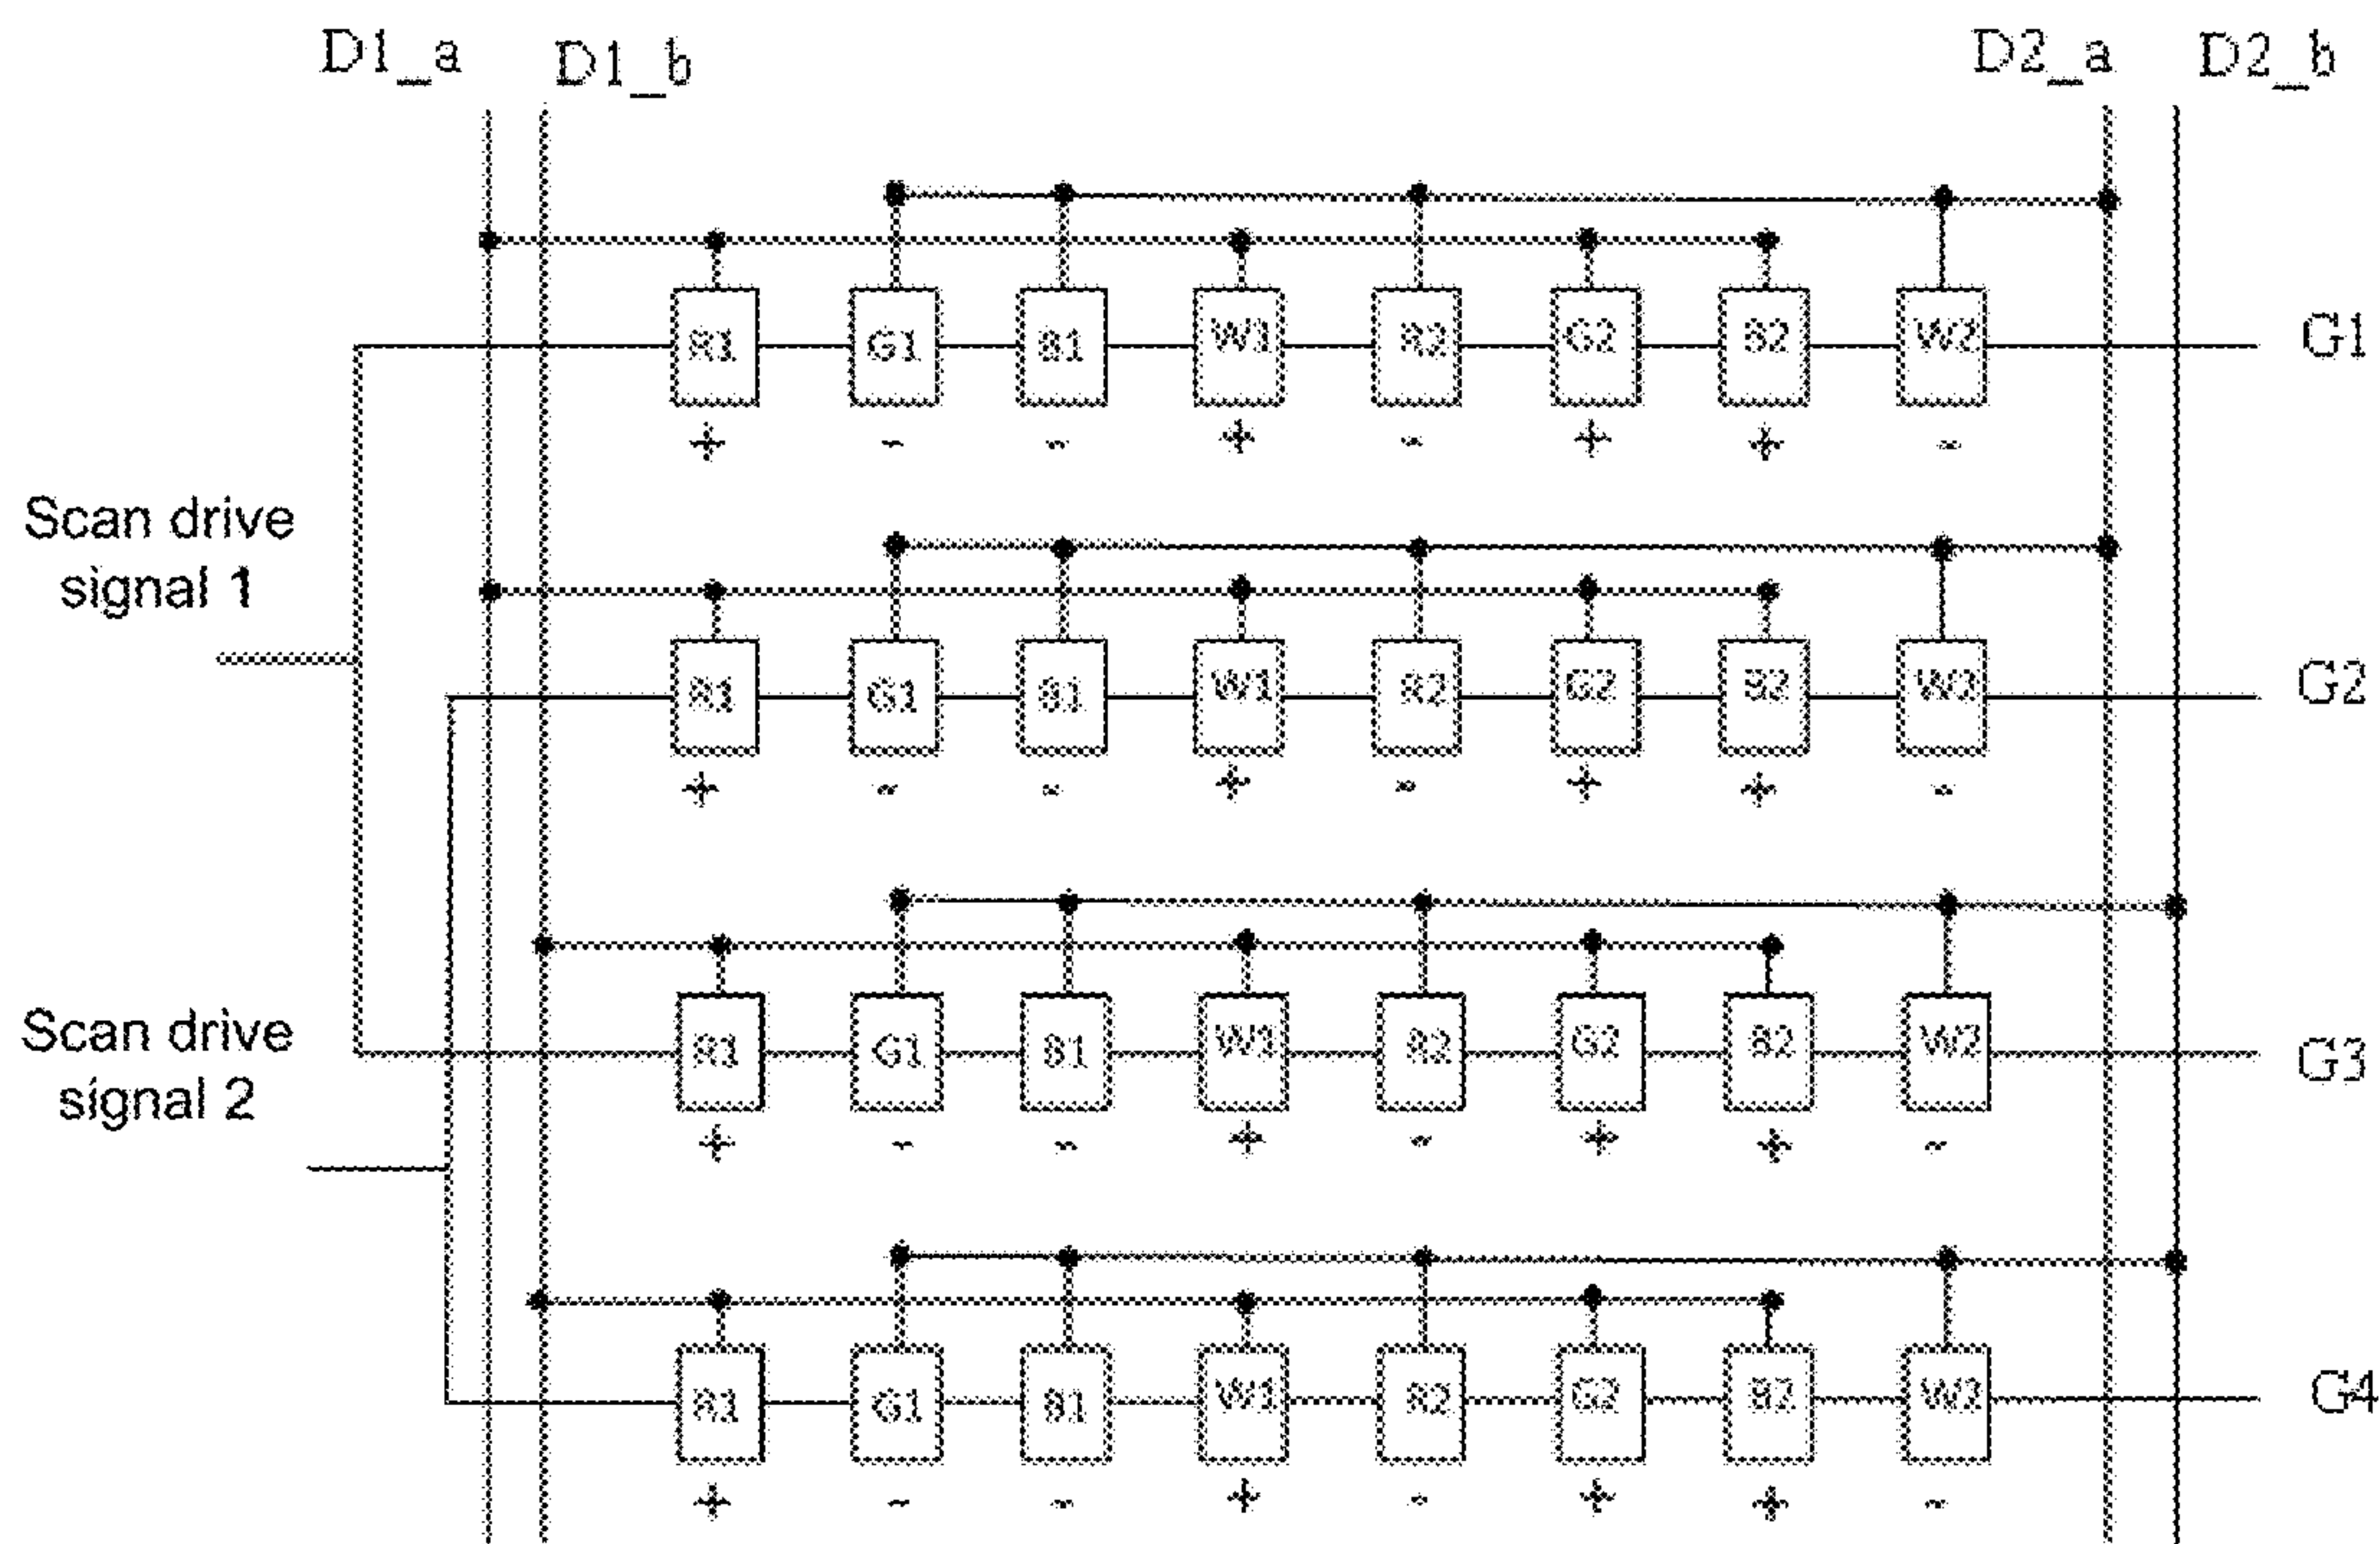 D1_a D1_b D2_a D2_b
R1 G1 B1 W1 R2 G2 B2 W2 G1
+ - - + - + + -
Scan drive
signal 1
R1 G1 B1 W1 R2 G2 B2 W2 G2
+ - - + - + + -
R1 G1 B1 W1 R2 G2 B2 W2 G3
Scan drive
signal 2
+ - - + - + + -
R1 G1 B1 W1 R2 G2 B2 W2 G4
+ - - + - + + -